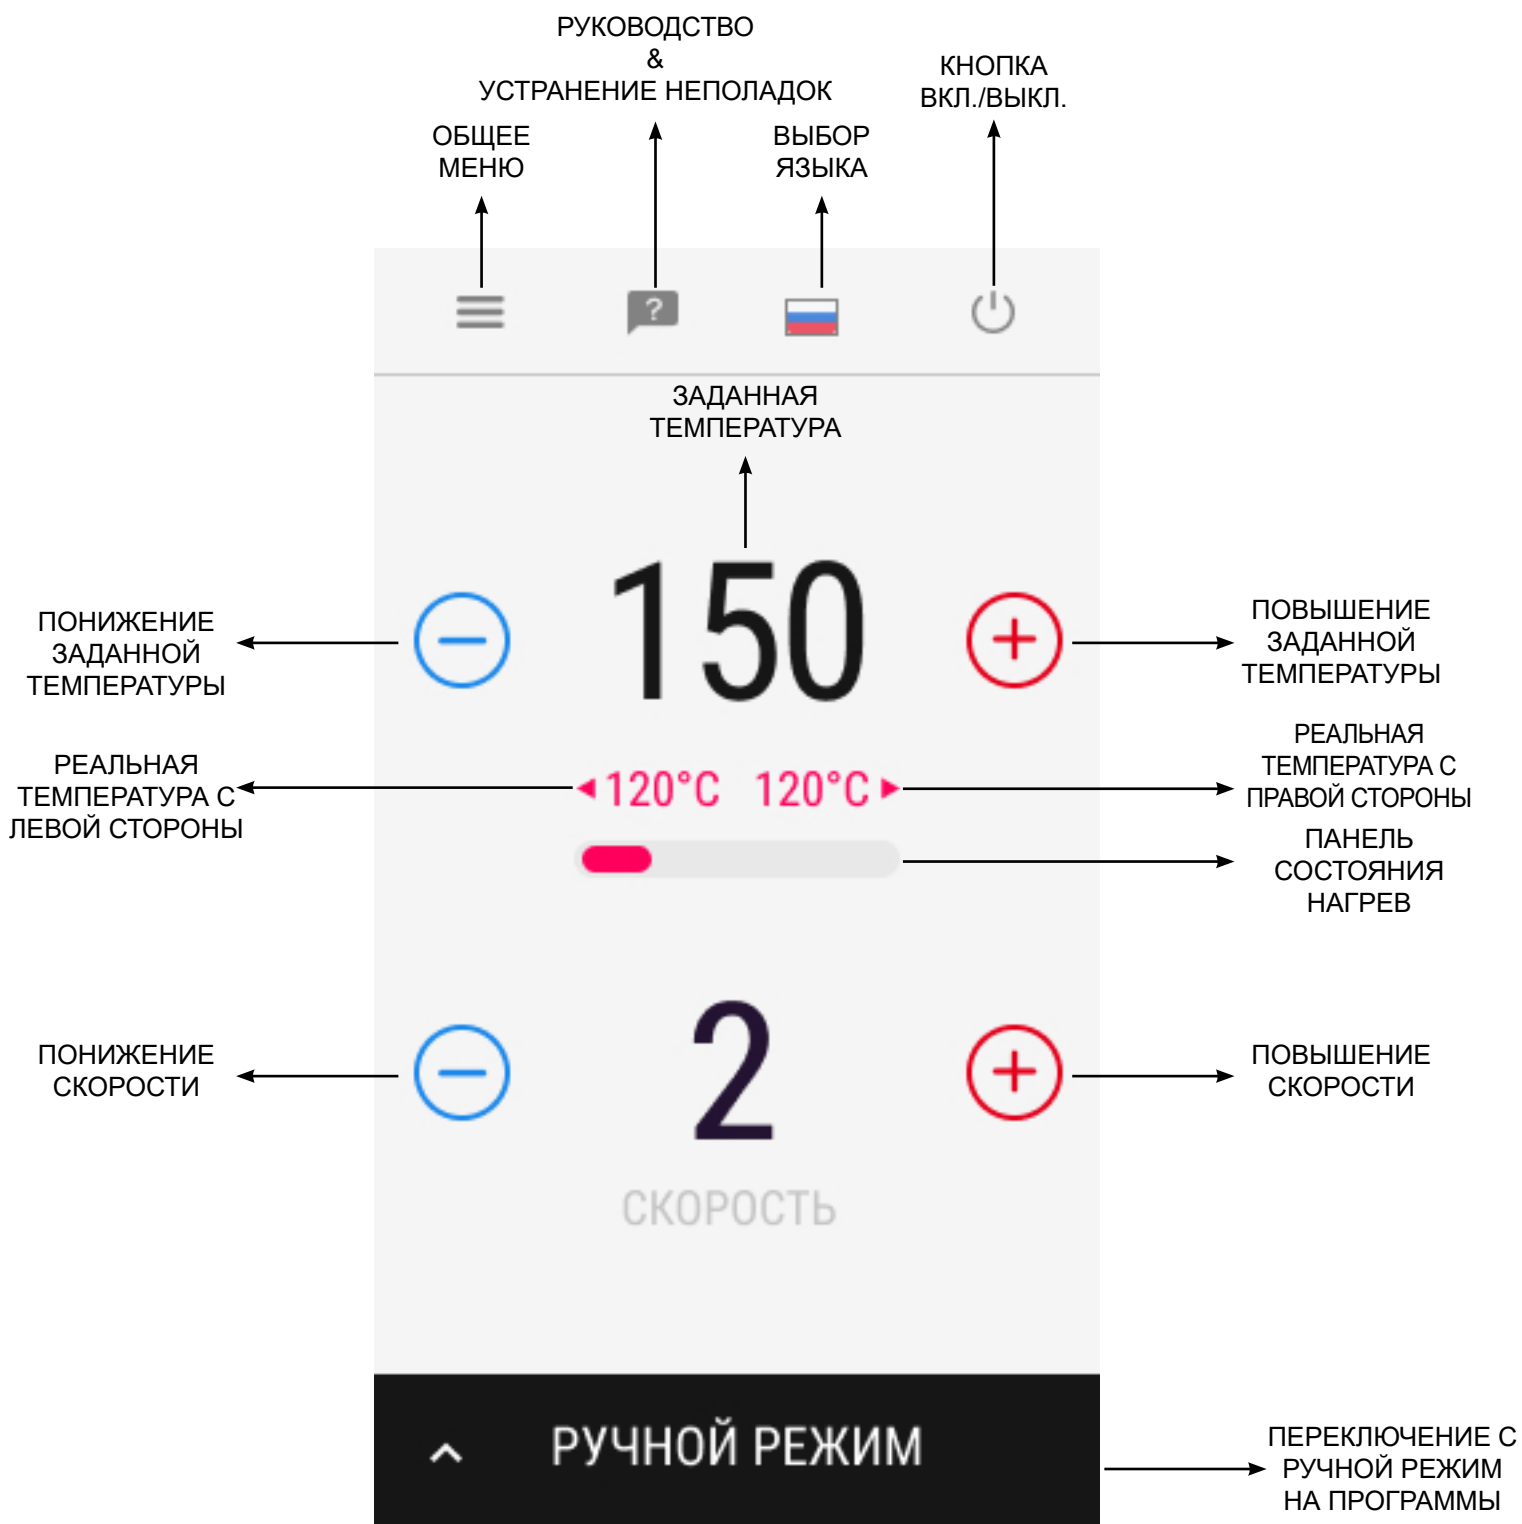 РУКОВОДСТВО
&
УСТРАНЕНИЕ НЕПОЛАДОК
КНОПКА
ВКЛ./ВЫКЛ.
ОБЩЕЕ
МЕНЮ
ВЫБОР
ЯЗЫКА
?
ЗАДАННАЯ
ТЕМПЕРАТУРА
150
ПОНИЖЕНИЕ
ЗАДАННОЙ
ТЕМПЕРАТУРЫ
ПОВЫШЕНИЕ
ЗАДАННОЙ
ТЕМПЕРАТУРЫ
РЕАЛЬНАЯ
ТЕМПЕРАТУРА С
ЛЕВОЙ СТОРОНЫ
120°C 120°C
РЕАЛЬНАЯ
ТЕМПЕРАТУРА С
ПРАВОЙ СТОРОНЫ
ПАНЕЛЬ
СОСТОЯНИЯ
НАГРЕВ
ПОНИЖЕНИЕ
СКОРОСТИ
2
ПОВЫШЕНИЕ
СКОРОСТИ
СКОРОСТЬ
РУЧНОЙ РЕЖИМ
ПЕРЕКЛЮЧЕНИЕ С
РУЧНОЙ РЕЖИМ
НА ПРОГРАММЫ